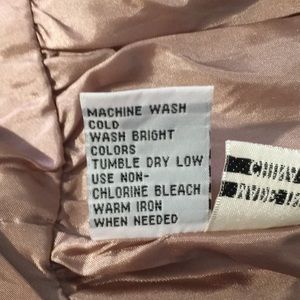 MACHINE WASH
COLD
WASH BRIGHT
COLORS
TUMBLE DRY LOW
USE NON-
CHLORINE BLEACH
WARM IRON
WHEN NEEDED